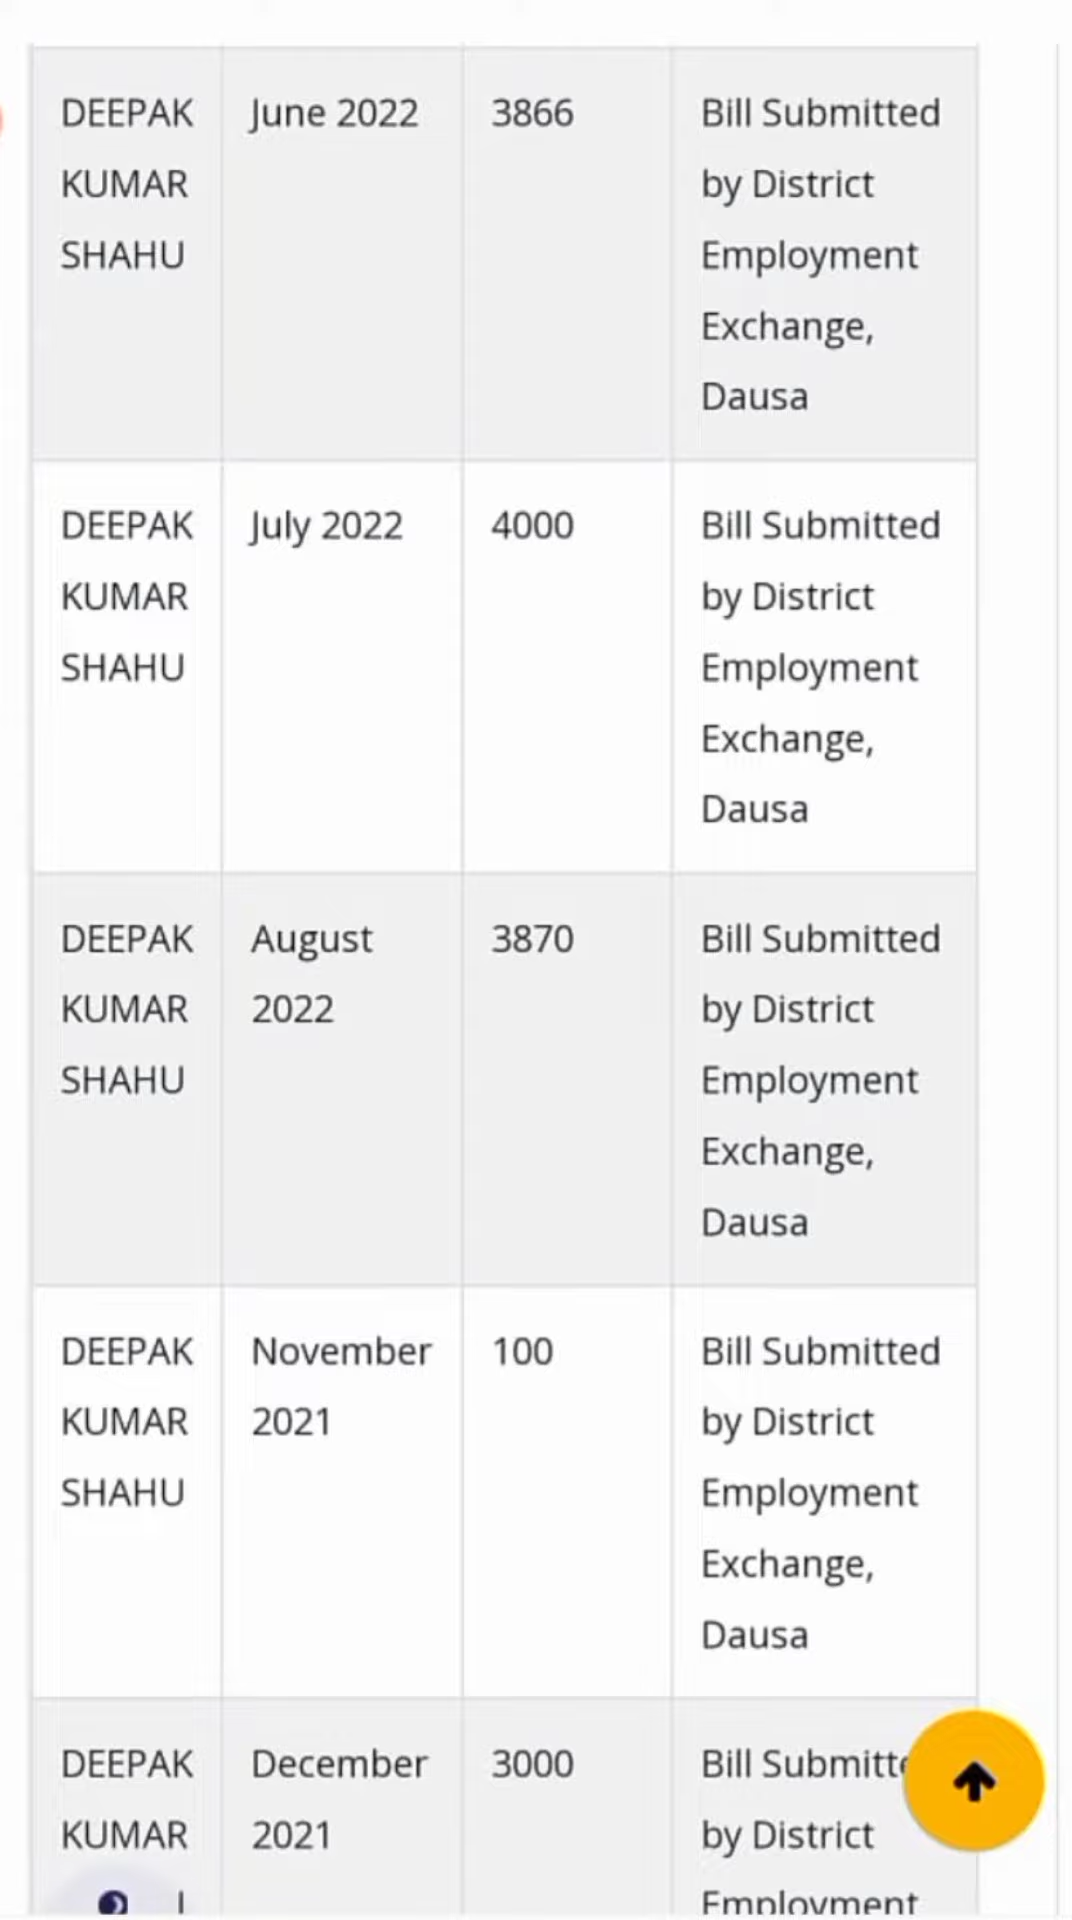 DEEPAK June 2022 3866 Bill Submitted
KUMAR by District
SHAHU Employment
Exchange,
Dausa
DEEPAK July 2022 4000 Bill Submitted
KUMAR by District
SHAHU Employment
Exchange,
Dausa
DEEPAK August 3870 Bill Submitted
KUMAR 2022 by District
SHAHU Employment
Exchange,
Dausa
DEEPAK November 100 Bill Submitted
KUMAR 2021 by District
SHAHU Employment
Exchange,
Dausa
DEEPAK December 3000 Bill
KUMAR 2021 by District
Employment